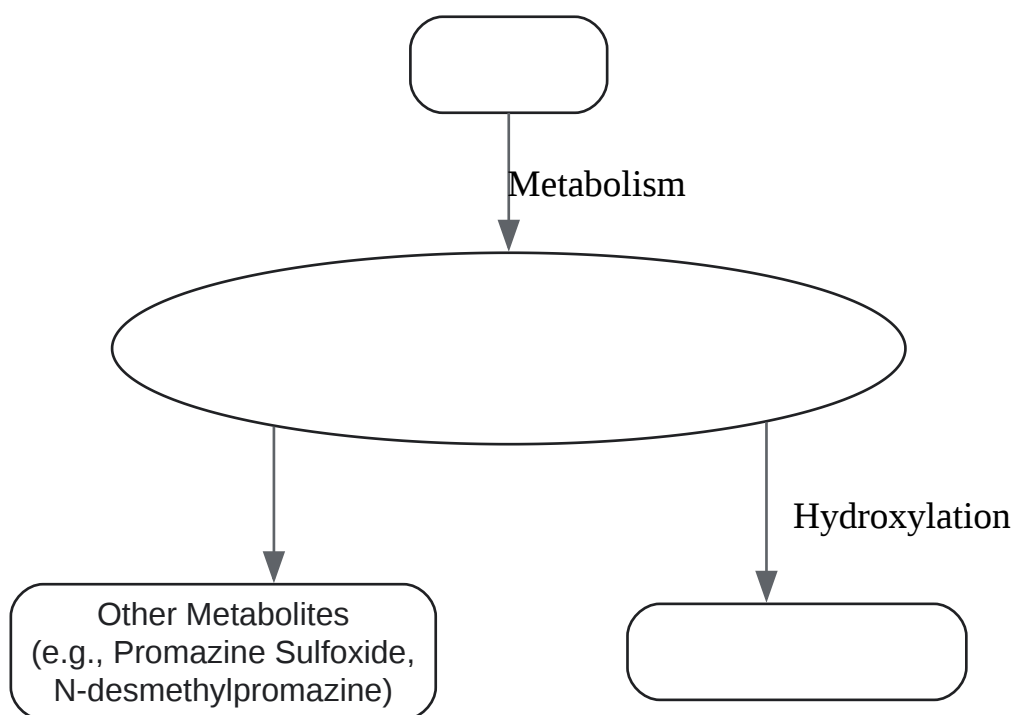 Metabolism
Hydroxylation
Other Metabolites
(e.g., Promazine Sulfoxide,
N-desmethylpromazine)